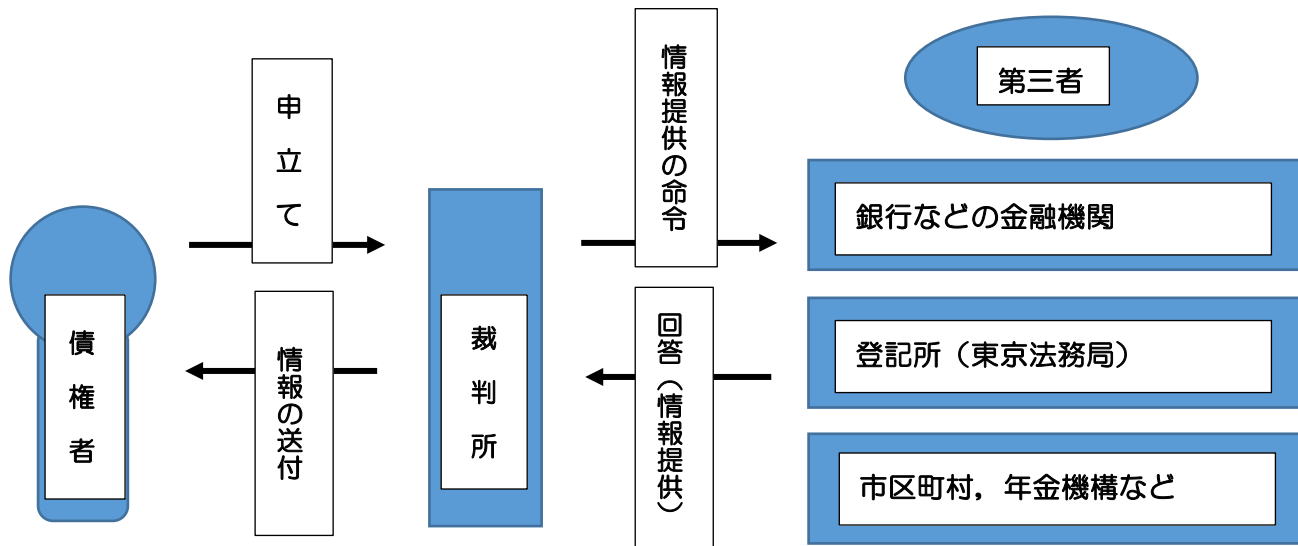 申立て
情報提供の命令
第三者
銀行などの金融機関
登記所（東京法務局）
市区町村，年金機構など
債権者
情報の送付
裁判所
回答（情報提供）